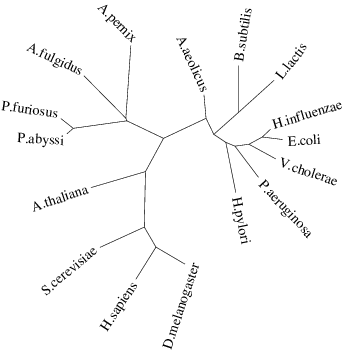 A.pernix
A.fulgidus
P.furiosus
P.abyssi
A.thaliana
S.cerevisiae
H.sapiens
D.melanogaster
H.pylori
P.aeruginosa
V.cholerae
E.coli
H.influenzae
L.lactis
B.subtilis
A.aeolicus